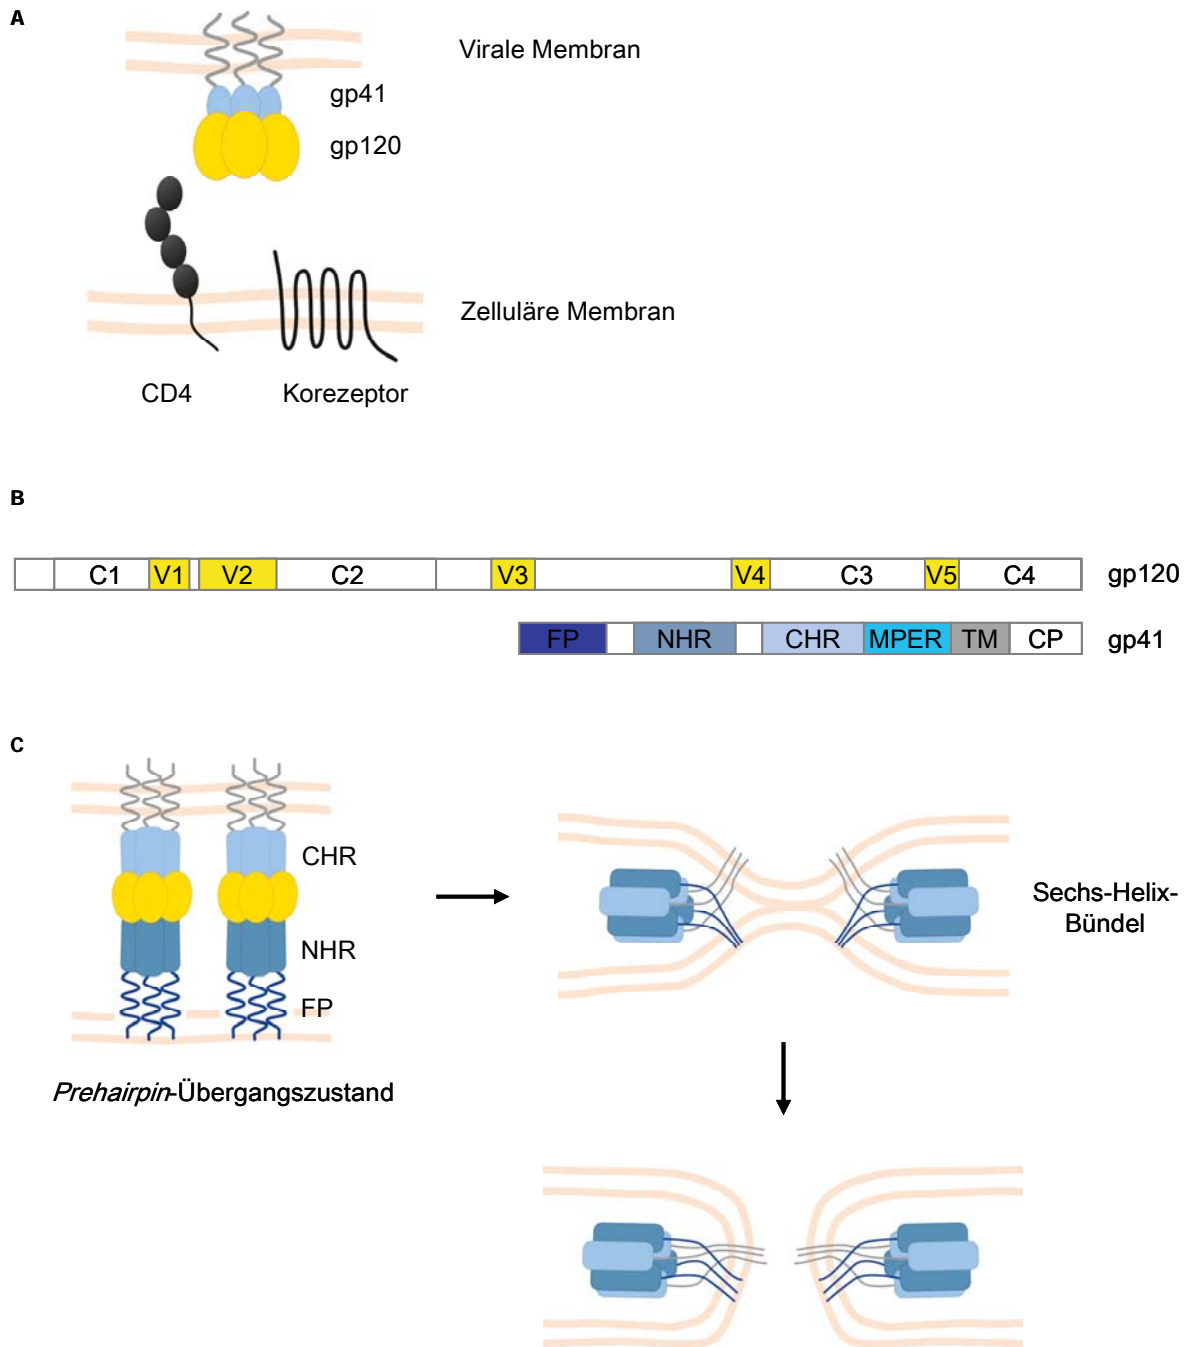 A
Virale Membran
gp41
gp120
Zelluläre Membran
CD4 Korezeptor
B
C1 V1 V2 C2 V3 V4 C3 V5 C4 gp120
FP NHR CHR MPER TM CP gp41
C
CHR
NHR
FP
Prehairpin-Übergangszustand
Sechs-Helix-
Bündel